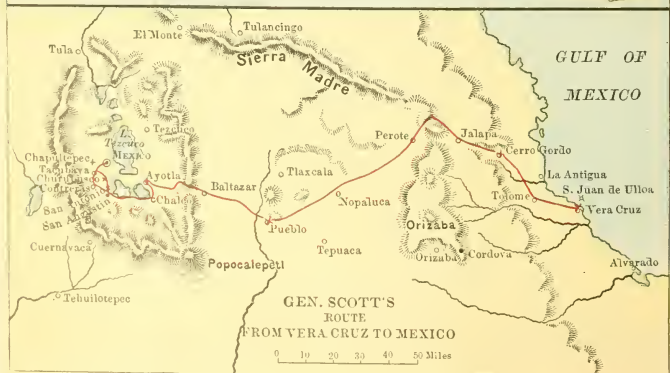 Tulancingo
El Monte
Tula
Sierra Madre
GULF OF
MEXICO
L.
Tezcuco
MEXICO
Tezcuco
Chapultepec
Tacubaya
Churubusco
Contreras
San Antonio
San Augustin
Ayotla
Chalco
Baltazar
Perote
Jalapa
Cerro Gordo
La Antigua
S. Juan de Ulloa
Vera Cruz
Tolome
Tlaxcala
Nopaluca
Pueblo
Tepuaca
Orizaba
Orizaba
Cordova
Alvarado
Cuernavaca
Popocalepetl
Tehuilotepec
GEN. SCOTT'S
ROUTE
FROM VERA CRUZ TO MEXICO
0 10 20 30 40 50 Miles